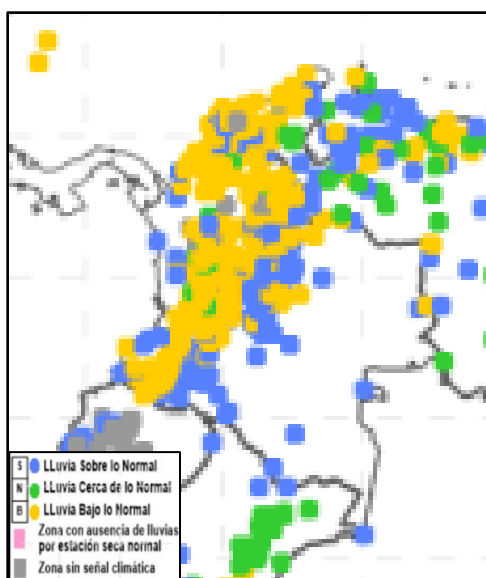 S LLuvia Sobre lo Normal
N LLuvia Cerca de lo Normal
B LLuvia Bajo lo Normal
Zona con ausencia de lluvias
por estación seca normal
Zona sin señal climática